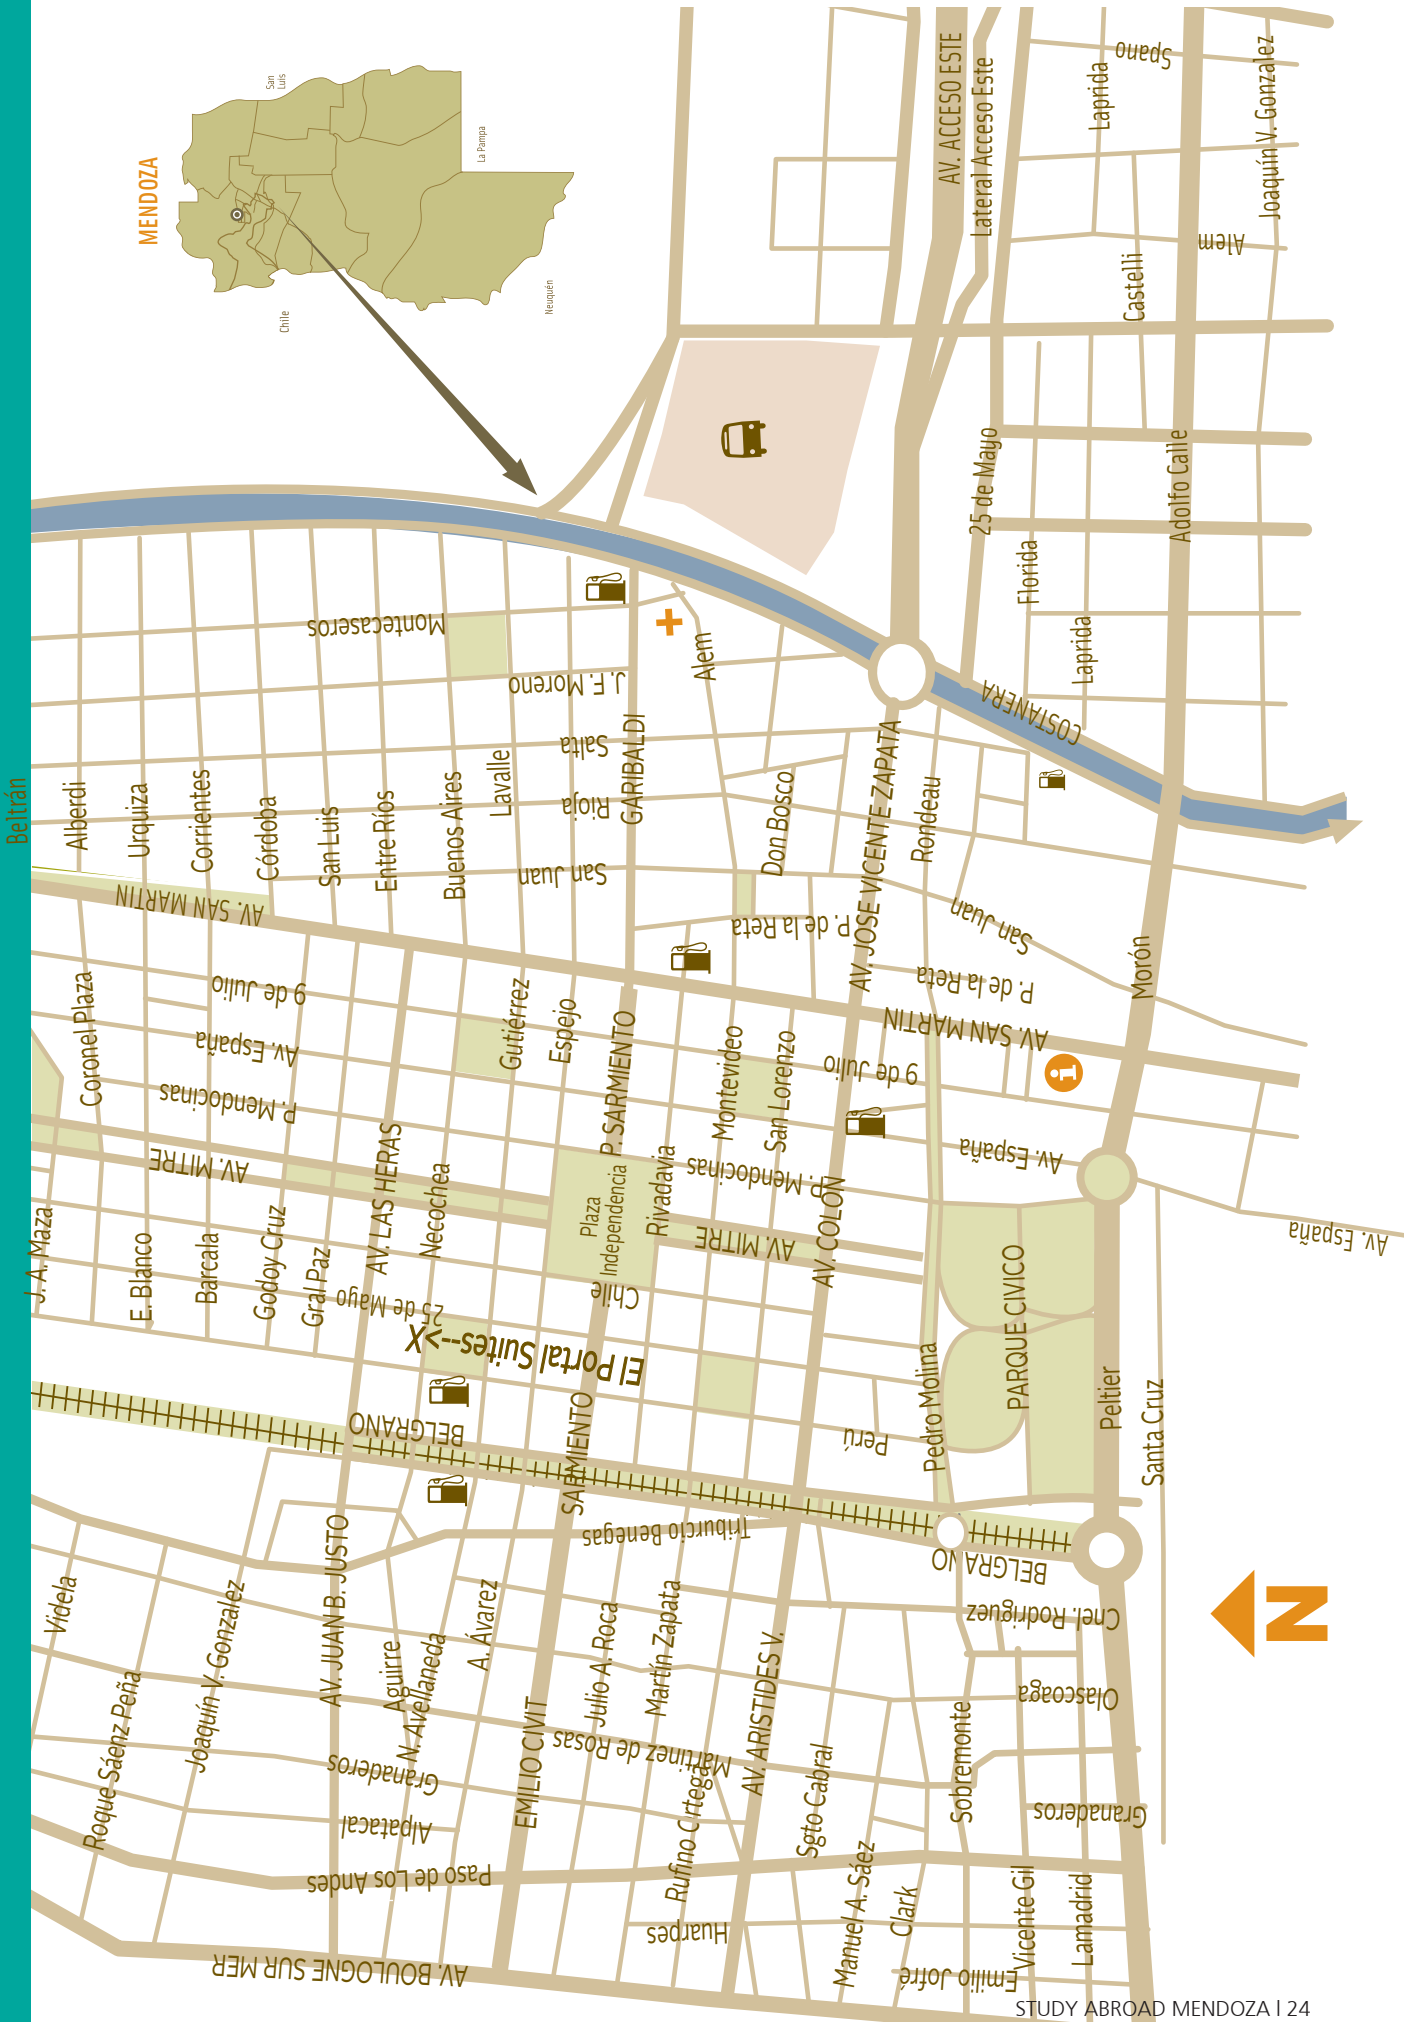 MENDOZA
San
Luis
La Pampa
Chile
Neuquén
AV. ACCESO ESTE
Lateral Acceso Este
Laprida
Spano
Joaquín V. Gonzalez
Alem
Castelli
25 de Mayo
Adolfo Calle
Florida
Laprida
COSTANERA
Montecaseros
J. F. Moreno
Alem
Salta
GARIBALDI
Rioja
San Juan
Beltrán
Alberdi
Urquiza
Corrientes
Córdoba
San Luis
Entre Ríos
Buenos Aires
Lavalle
Don Bosco
AV. JOSE VICENTE ZAPATA
Rondeau
San Juan
P. de la Reta
P. de la Reta
Morón
AV. SAN MARTIN
AV. SAN MARTIN
Coronel Plaza
9 de Julio
Av. España
P. Mendocinas
AV. MITRE
Gutiérrez
Espejo
P. SARMIENTO
Montevideo
San Lorenzo
9 de Julio
i
Av. España
Av. España
P. Mendocinas
AV. MITRE
Rivadavia
Plaza
Independencia
Chile
AV. COLON
AV. LAS HERAS
Necochea
J. A. Maza
E. Blanco
Barcala
Godoy Cruz
Gral Paz
25 de Mayo
El Portal Suites-->X
PARQUE CIVICO
Pedro Molina
Peltier
Santa Cruz
Perú
BELGRANO
SARMIENTO
Triburcio Benegas
BELGRANO
Cnel. Rodriguez
N
Videla
Roque Sáenz Peña
Joaquín V. Gonzalez
AV. JUAN B. JUSTO
Aguirre
N. Avellaneda
A. Ávarez
Julio A. Roca
Martín Zapata
EMILIO CIVIT
Martinez de Rosas
AV. ARISTIDES V.
Rufino Ortega
Sgto Cabral
Sobremonte
Olascoaga
Granaderos
Granaderos
Alpatacal
Paso de Los Andes
AV. BOULOGNE SUR MER
Huarpes
Manuel A. Sáez
Clark
Emilio Jofré
Vicente Gil
Lamadrid
STUDY ABROAD MENDOZA | 24